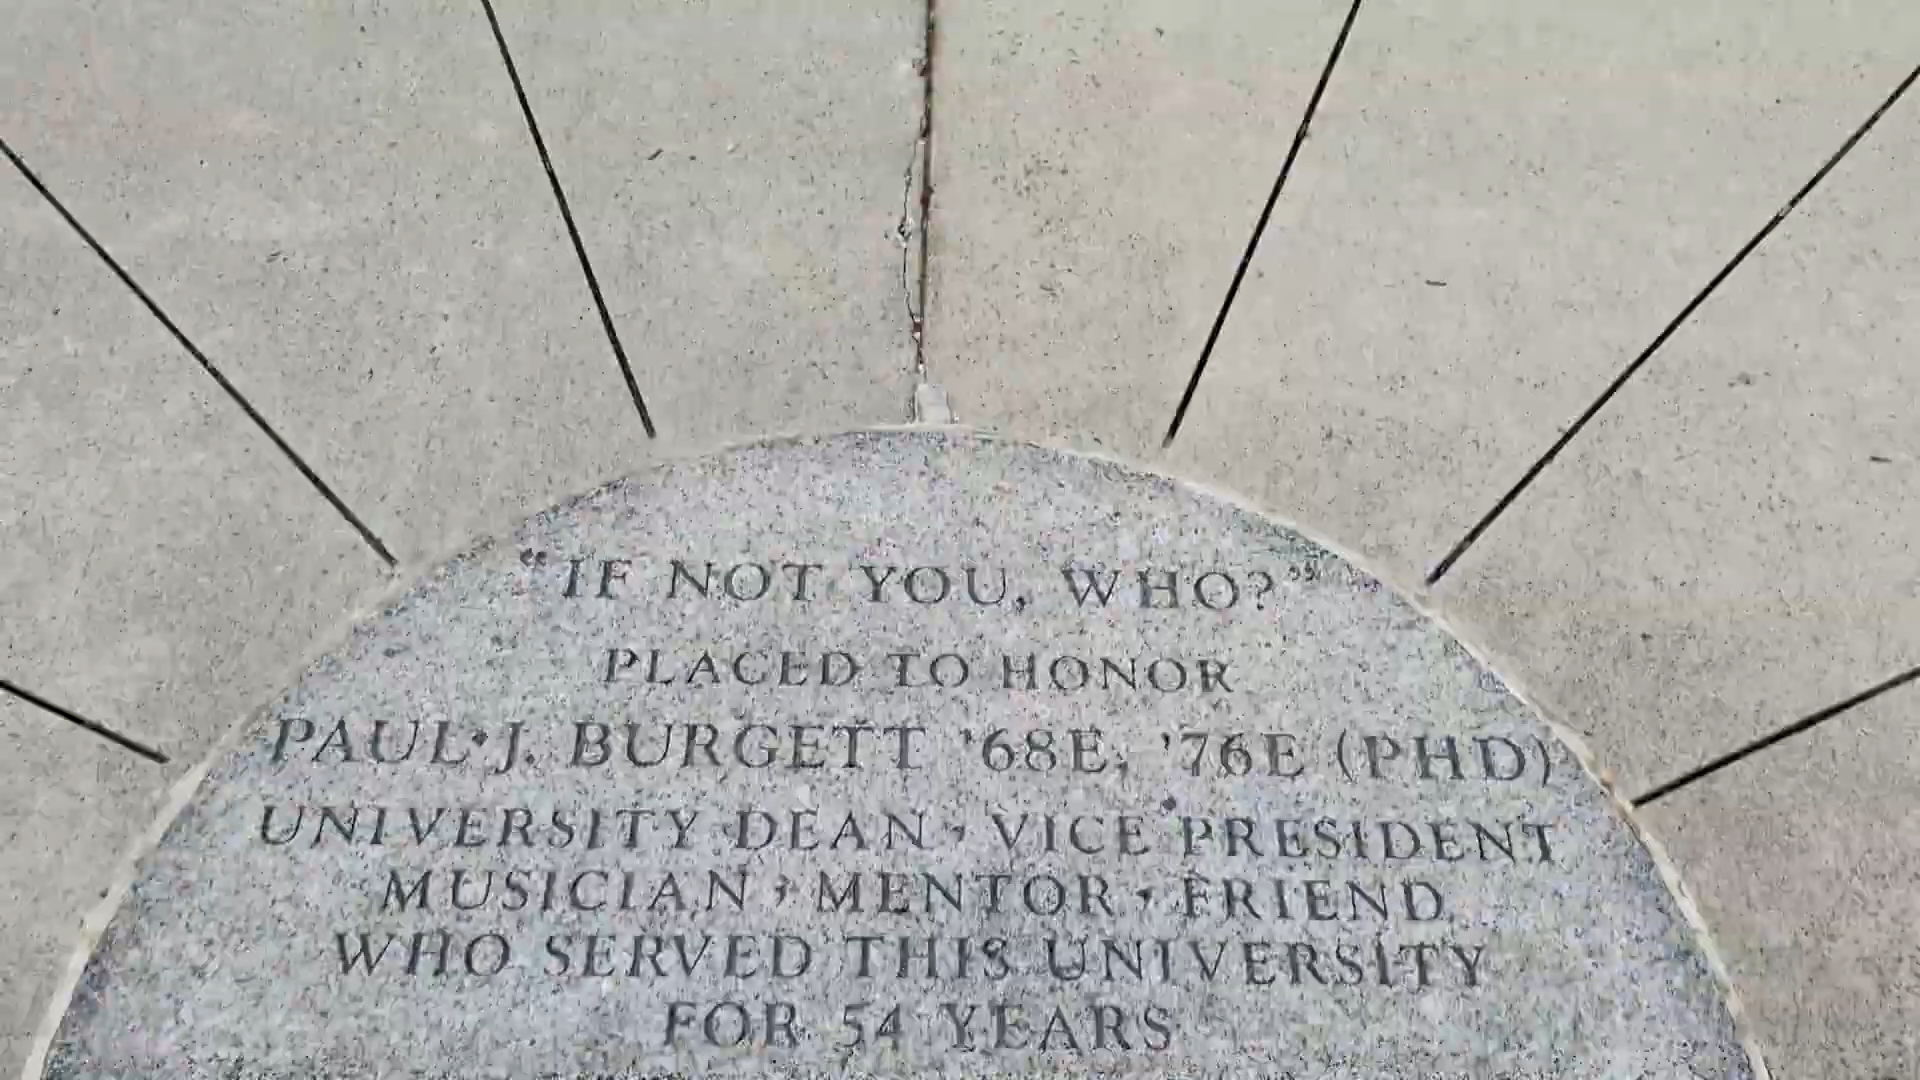 "IF NOT YOU, WHO?"
PLACED TO HONOR
PAUL J. BURGETT '68E, '76E (PHD)
UNIVERSITY DEAN · VICE PRESIDENT
MUSICIAN · MENTOR · FRIEND
WHO SERVED THIS UNIVERSITY
FOR 54 YEARS